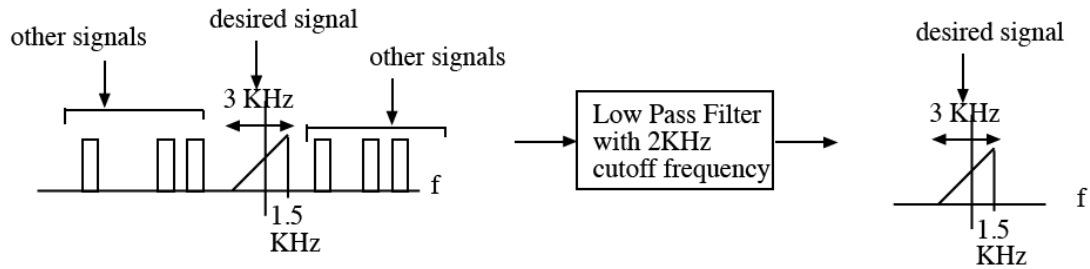 other signals
desired signal
3 KHz
other signals
f
1.5
KHz
Low Pass Filter
with 2KHz
cutoff frequency
desired signal
3 KHz
f
1.5
KHz